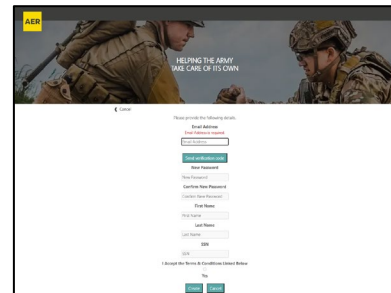 AER
HELPING THE ARMY
TAKE CARE OF ITS OWN
❮ Cancel
Please provide the following details.
Email Address
Email Address is required.
Email Address
Send verification code
New Password
New Password
Confirm New Password
Confirm New Password
First Name
First Name
Last Name
Last Name
SSN
SSN
I Accept the Terms & Conditions Linked Below
Yes
Create
Cancel